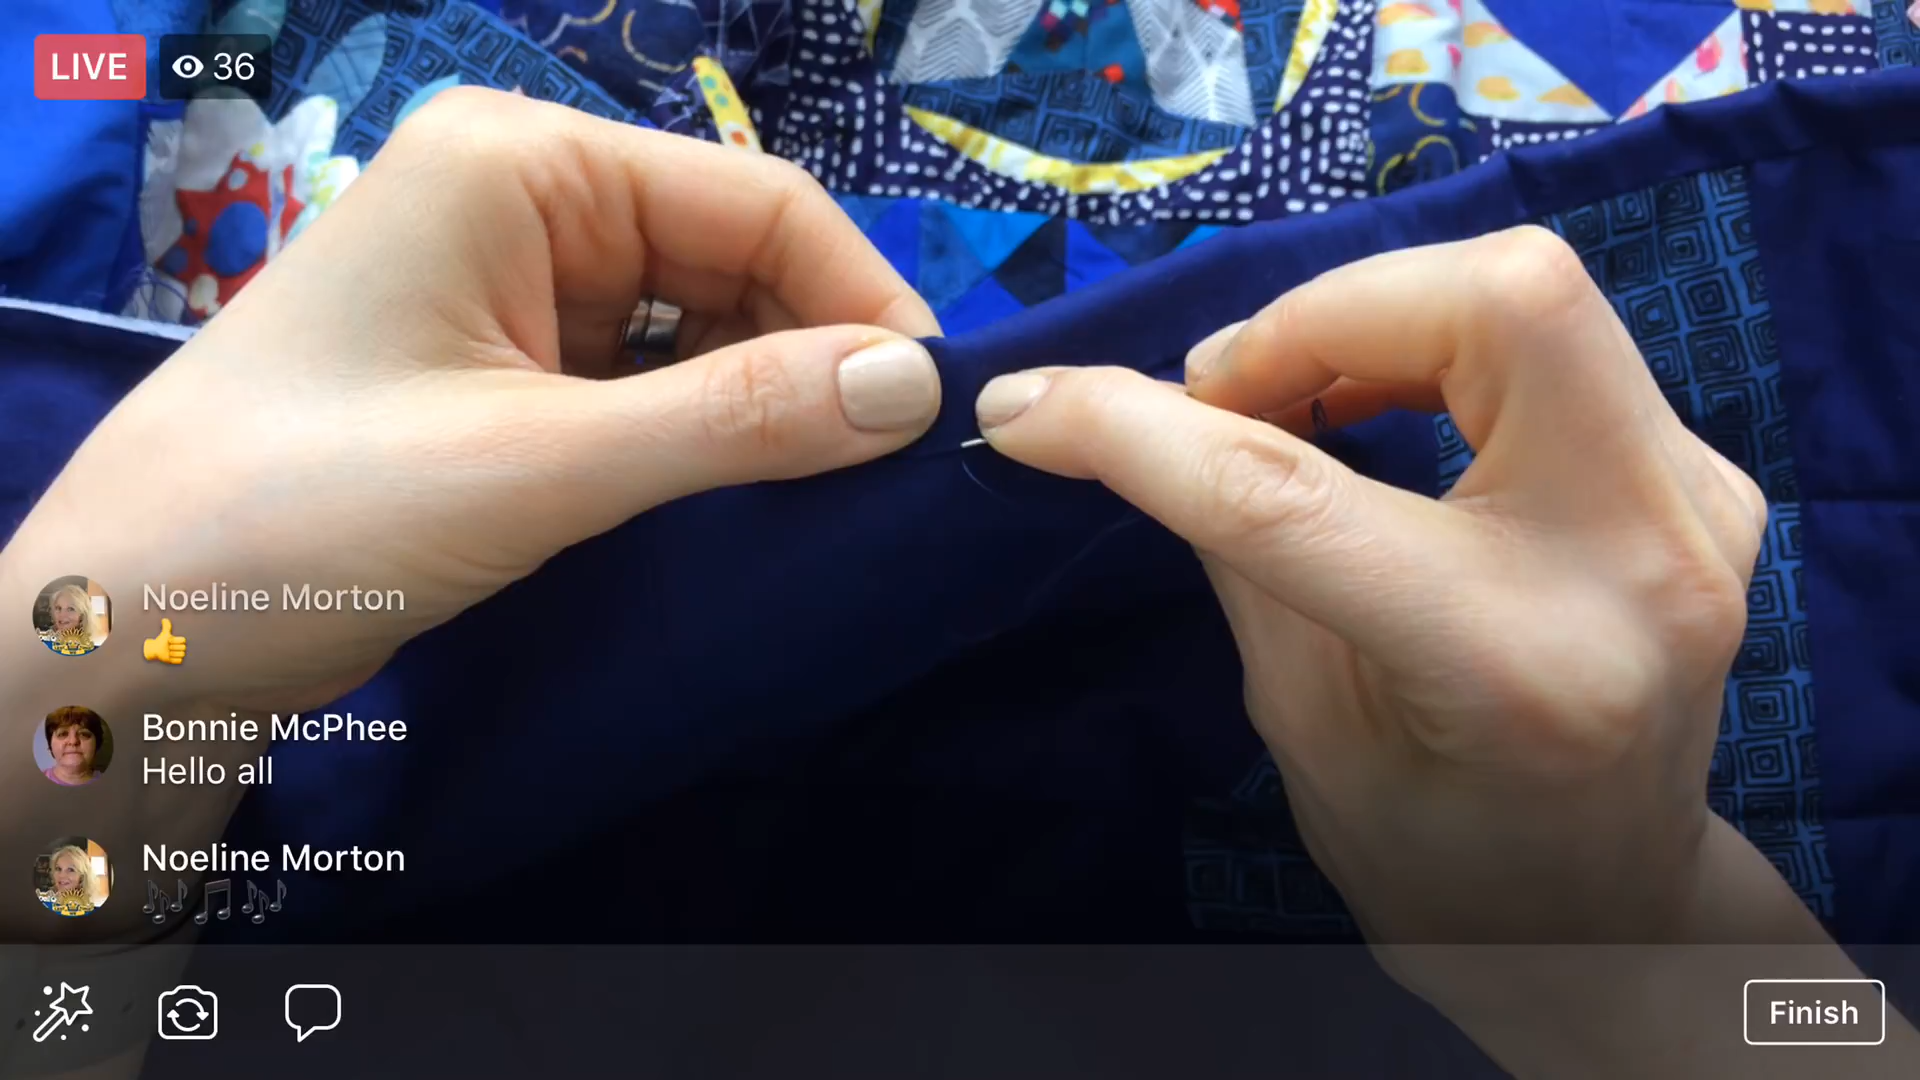 LIVE 36
Noeline Morton
👍
Bonnie McPhee
Hello all
Noeline Morton
🎶🎵🎶
Finish